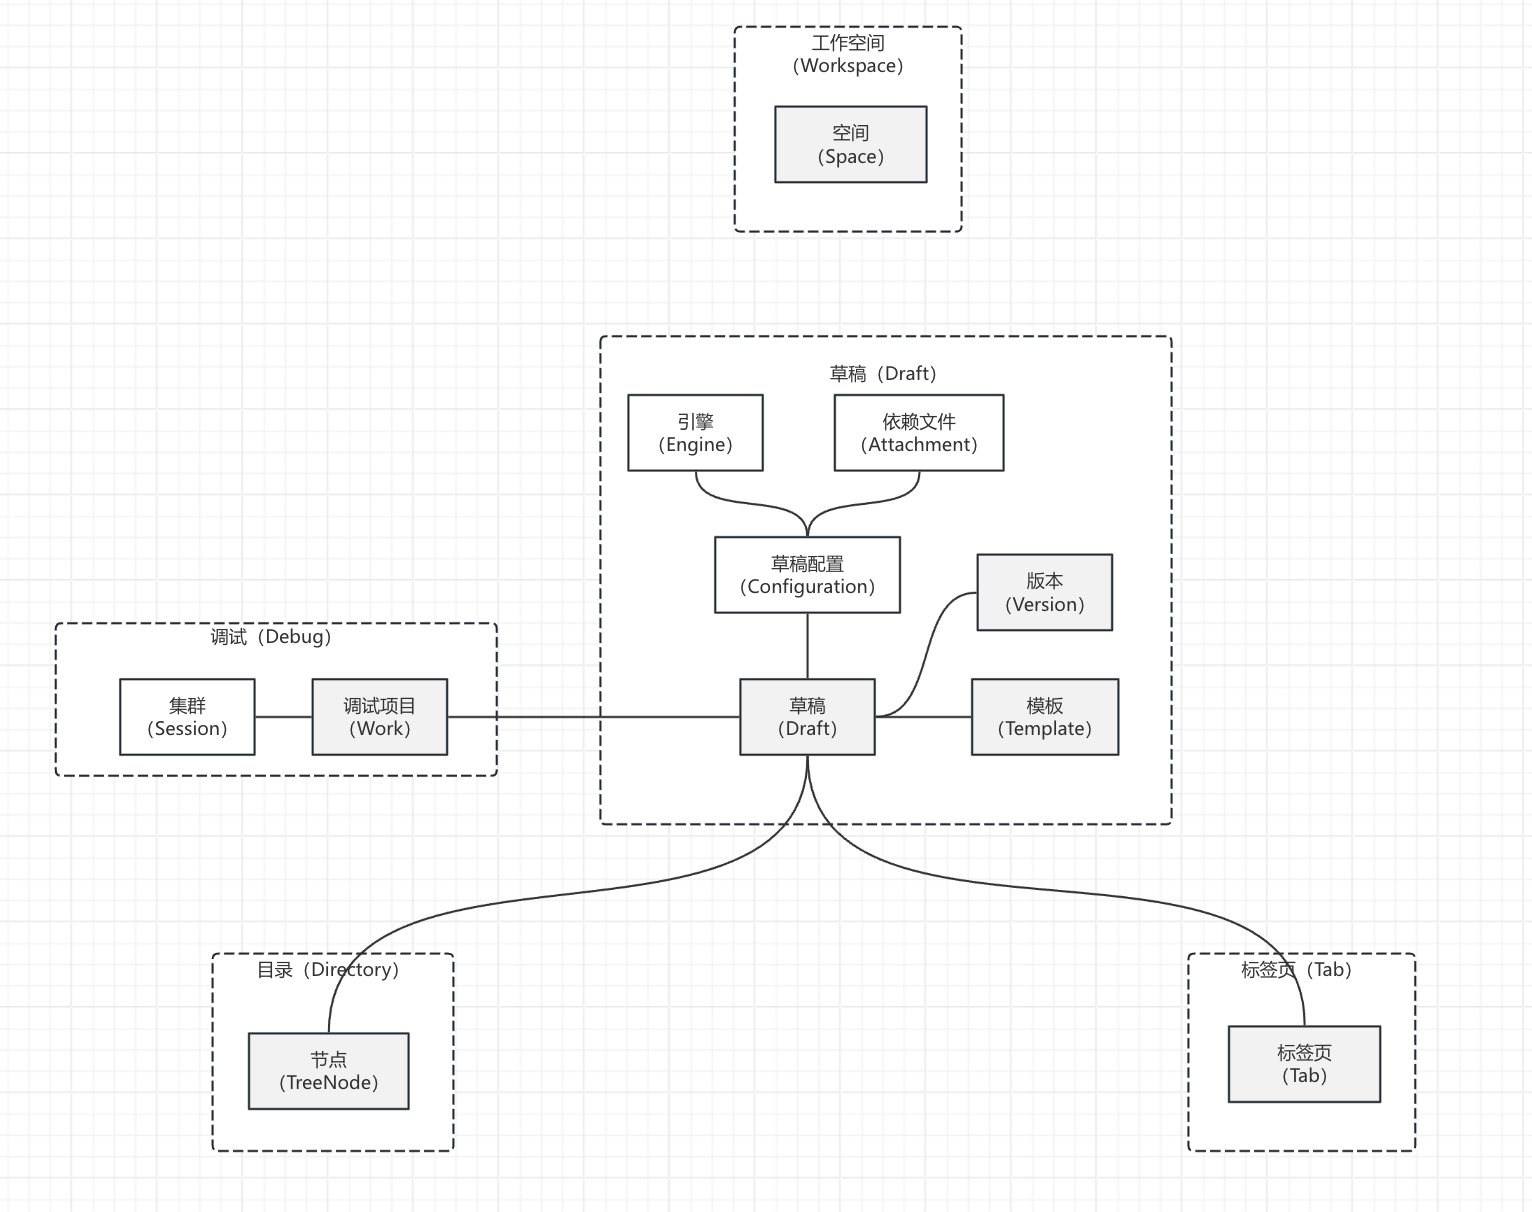 工作空间
（Workspace）
空间
（Space）
草稿（Draft）
引擎
（Engine）
依赖文件
（Attachment）
草稿配置
（Configuration）
版本
（Version）
调试（Debug）
集群
（Session）
调试项目
（Work）
草稿
（Draft）
模板
（Template）
目录（Directory）
节点
（TreeNode）
标签页（Tab）
标签页
（Tab）